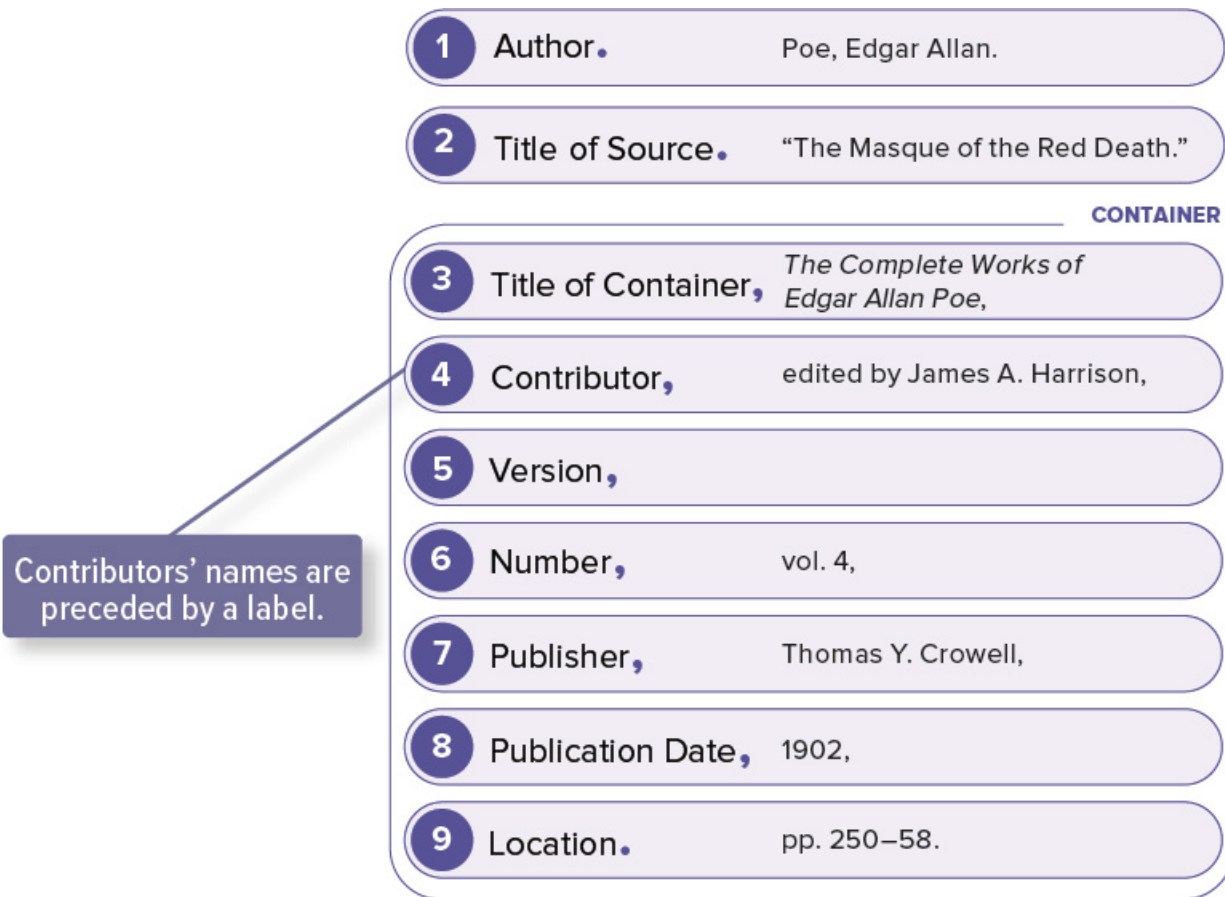 1 Author. Poe, Edgar Allan.
2 Title of Source. “The Masque of the Red Death.”
CONTAINER
3 Title of Container, The Complete Works of
Edgar Allan Poe,
4 Contributor, edited by James A. Harrison,
5 Version,
6 Number, vol. 4,
Contributors’ names are
preceded by a label.
7 Publisher, Thomas Y. Crowell,
8 Publication Date, 1902,
9 Location. pp. 250–58.